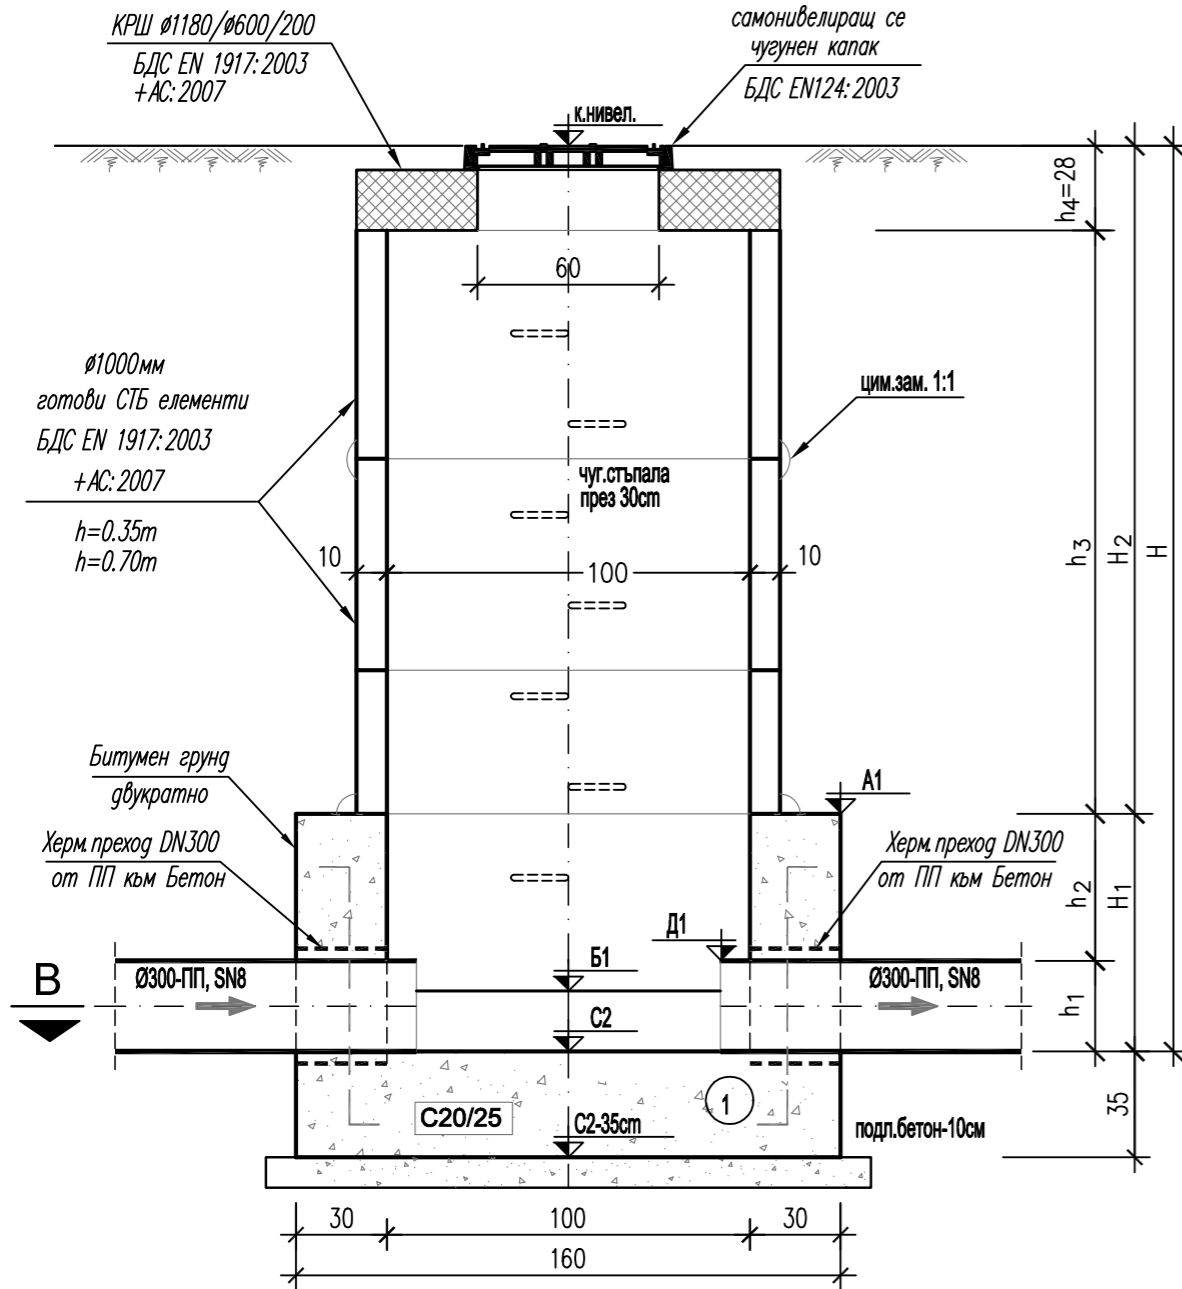 КРШ ø1180/ø600/200
БДС EN 1917:2003
+AC:2007
самонивелиращ се
чугунен капак
БДС EN124:2003
к.нивел.
h4=28
60
ø1000мм
готови СТБ елементи
БДС EN 1917:2003
+AC:2007
h=0.35m
h=0.70m
цим.зам. 1:1
чуг.стъпала
през 30cm
10
100
10
h3
H2
H
Битумен грунд
двукратно
A1
Херм.преход DN300
от ПП към Бетон
Херм.преход DN300
от ПП към Бетон
h2
H1
Д1
Б1
В
Ø300-ПП, SN8
Ø300-ПП, SN8
C2
h1
C20/25
1
C2-35cm
подл.бетон-10см
35
30
100
30
160